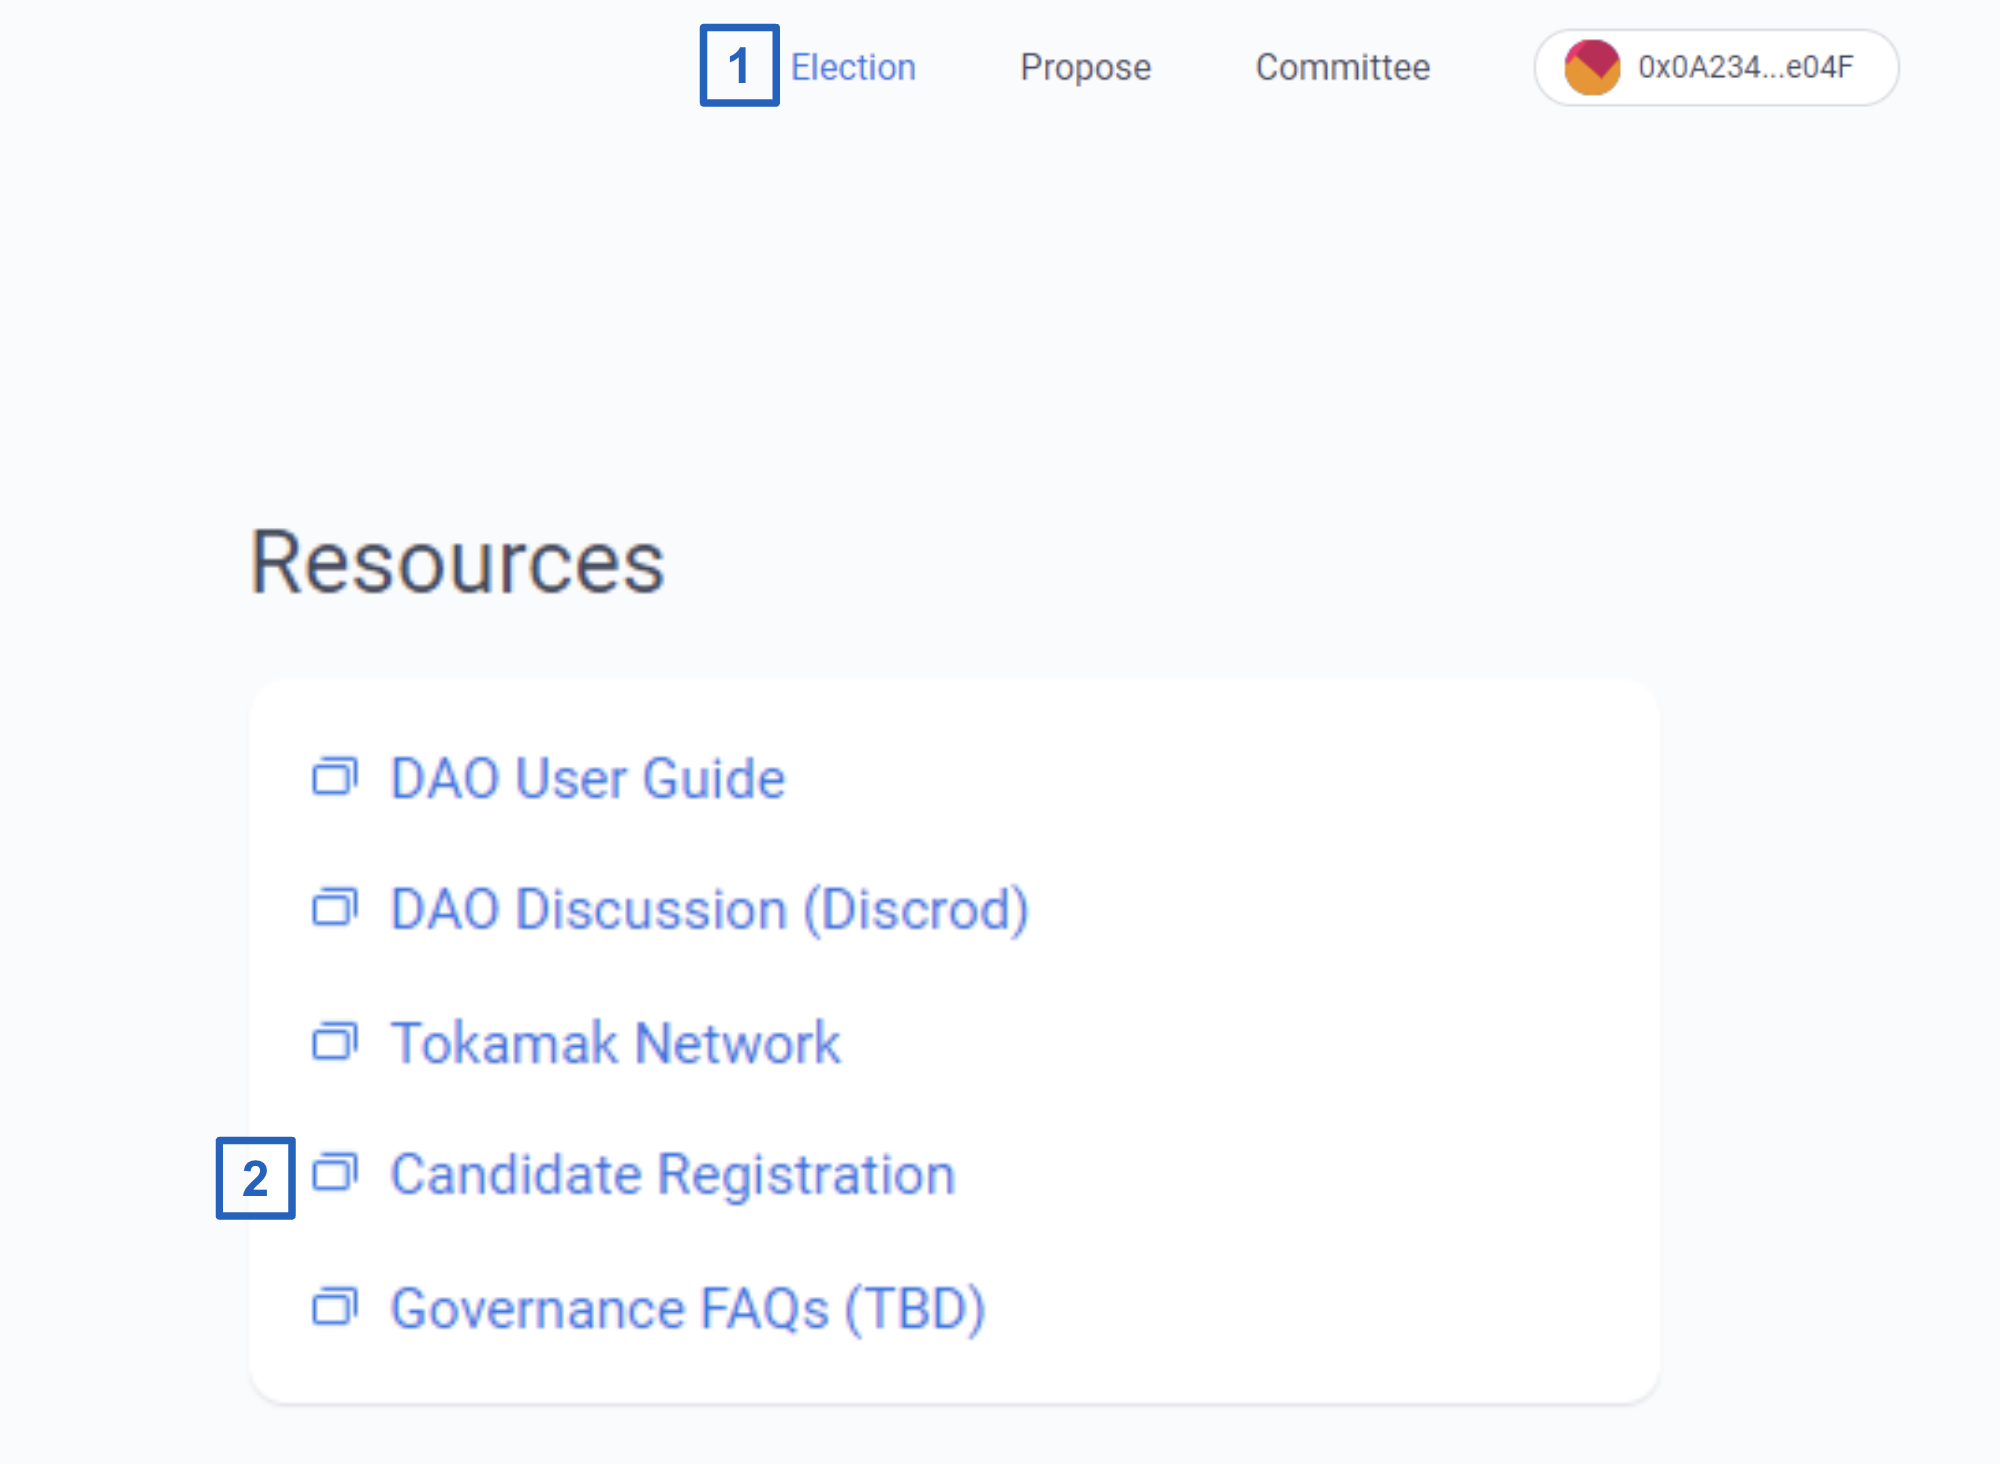 1 Election Propose Committee 0x0A234...e04F
Resources
DAO User Guide
DAO Discussion (Discrod)
Tokamak Network
2 Candidate Registration
Governance FAQs (TBD)